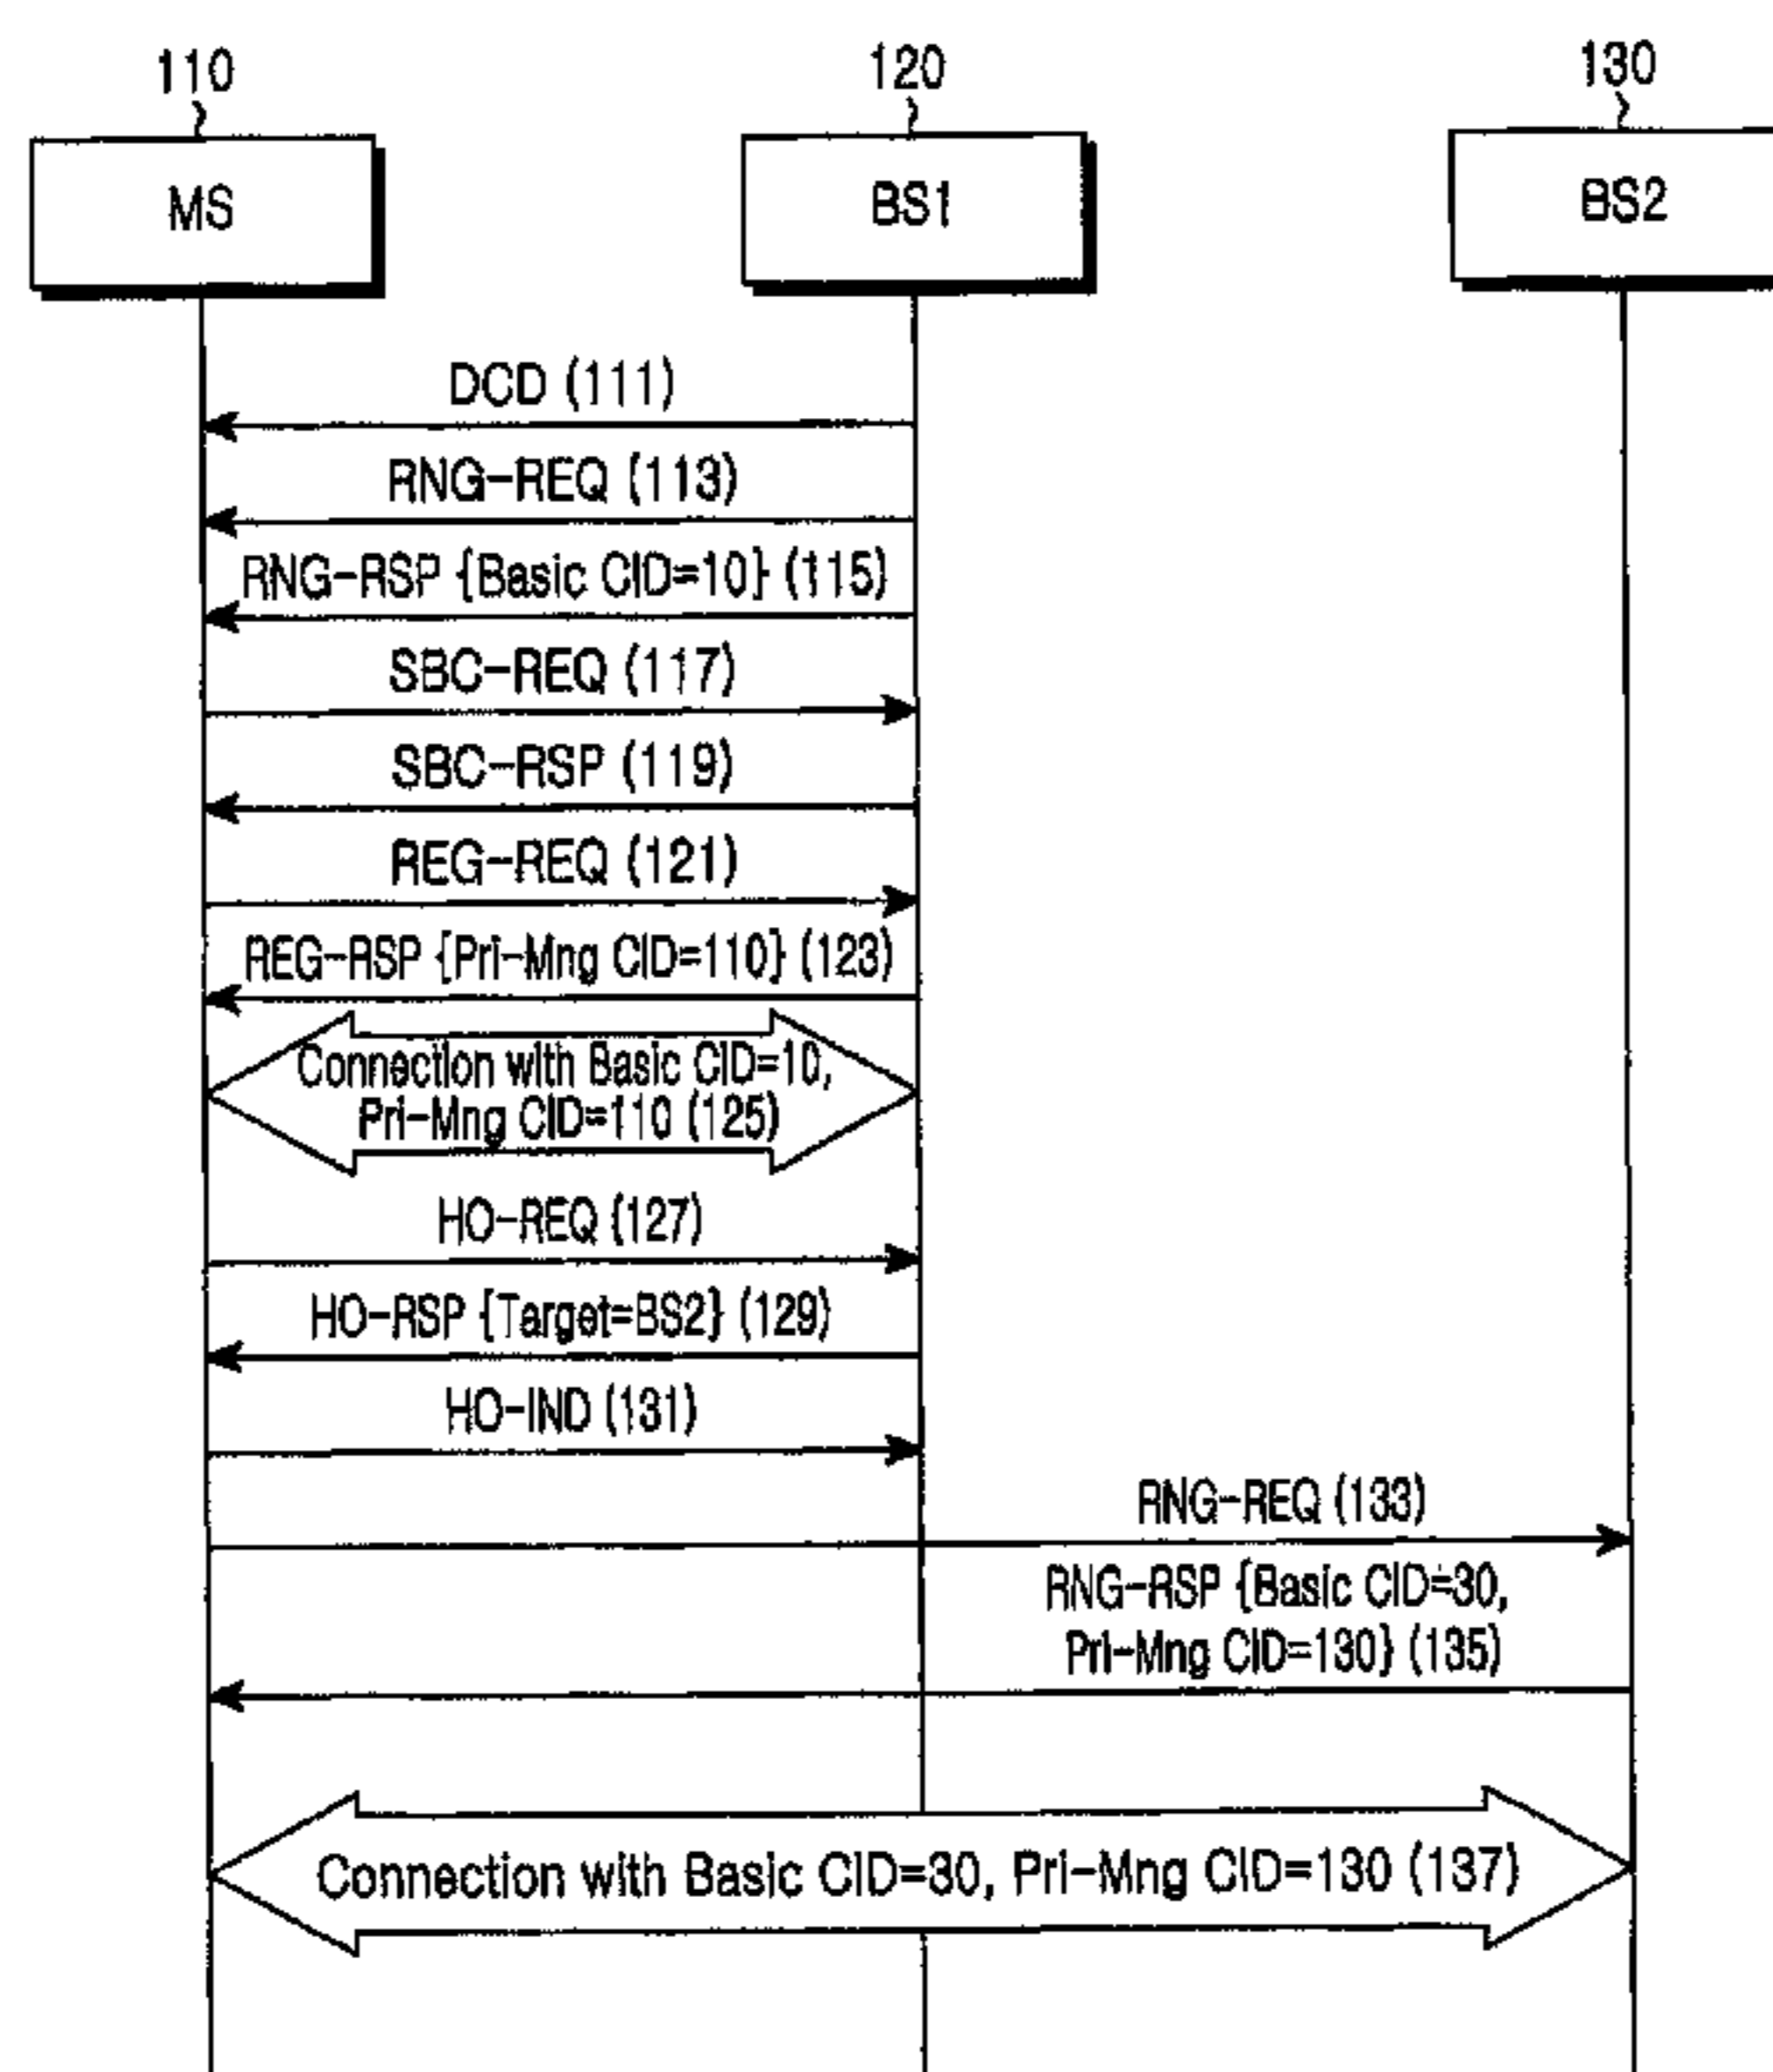 110
120
130
MS
BS1
BS2
DCD (111)
RNG-REQ (113)
RNG-RSP {Basic CID=10} (115)
SBC-REQ (117)
SBC-RSP (119)
REG-REQ (121)
REG-RSP {Pri-Mng CID=110} (123)
Connection with Basic CID=10,
Pri-Mng CID=110 (125)
HO-REQ (127)
HO-RSP {Target=BS2} (129)
HO-IND (131)
RNG-REQ (133)
RNG-RSP {Basic CID=30,
Pri-Mng CID=130} (135)
Connection with Basic CID=30, Pri-Mng CID=130 (137)